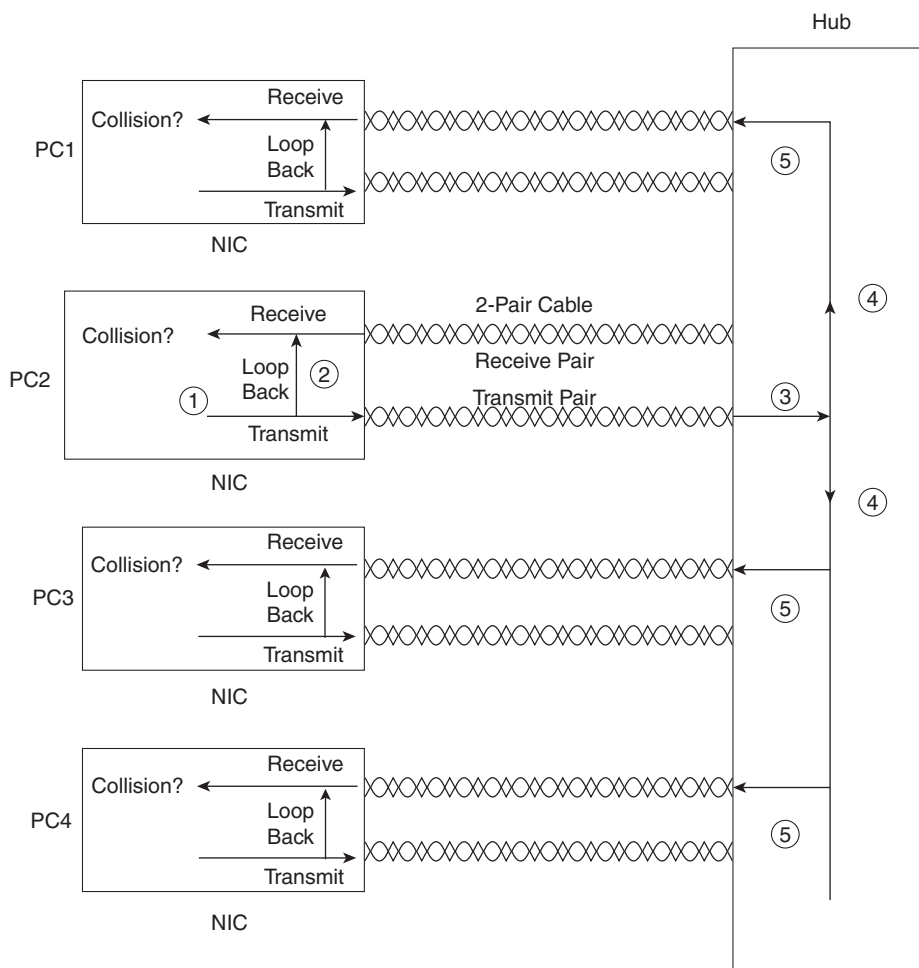 Hub
Receive
Collision?
PC1
Loop
Back
5
Transmit
NIC
4
2-Pair Cable
Receive
Collision?
Receive Pair
PC2
Loop
Back
2
Transmit Pair
1
3
Transmit
NIC
4
Receive
Collision?
PC3
Loop
Back
5
Transmit
NIC
Receive
Collision?
PC4
Loop
Back
5
Transmit
NIC